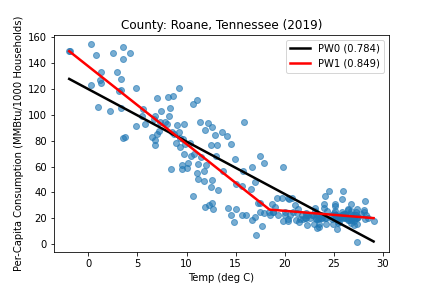 County: Roane, Tennessee (2019)
PW0 (0.784)
PW1 (0.849)
Per-Capita Consumption (MMBtu/1000 Households)
160
140
120
100
80
60
40
20
0
0 5 10 15 20 25 30
Temp (deg C)